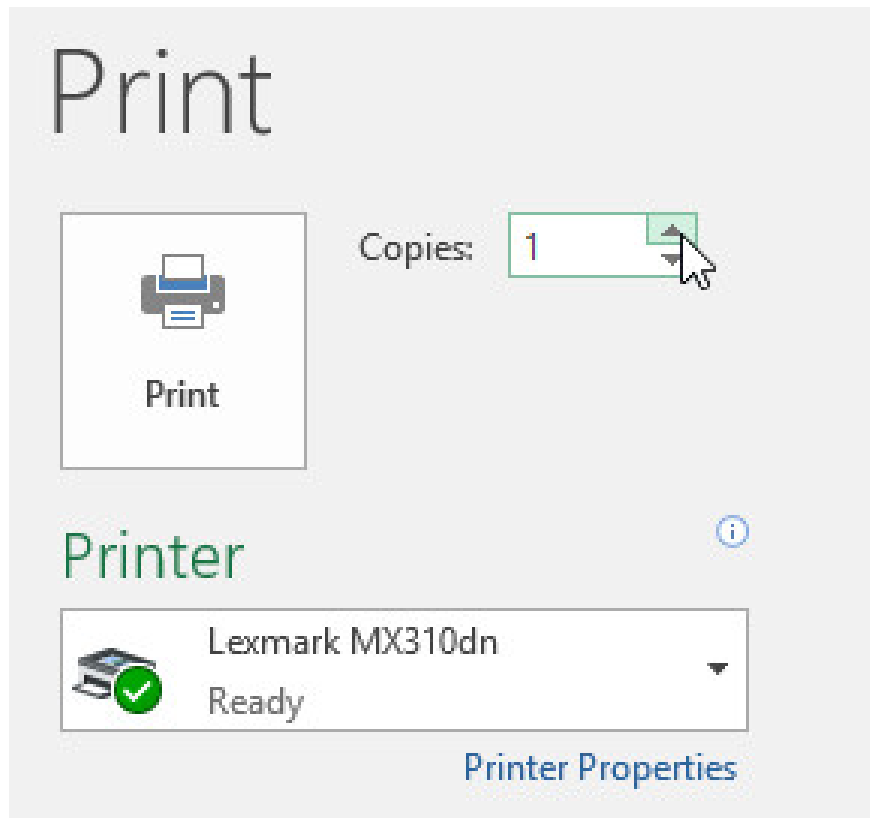 Print
Copies: 1
Print
Printer
Lexmark MX310dn
Ready
Printer Properties